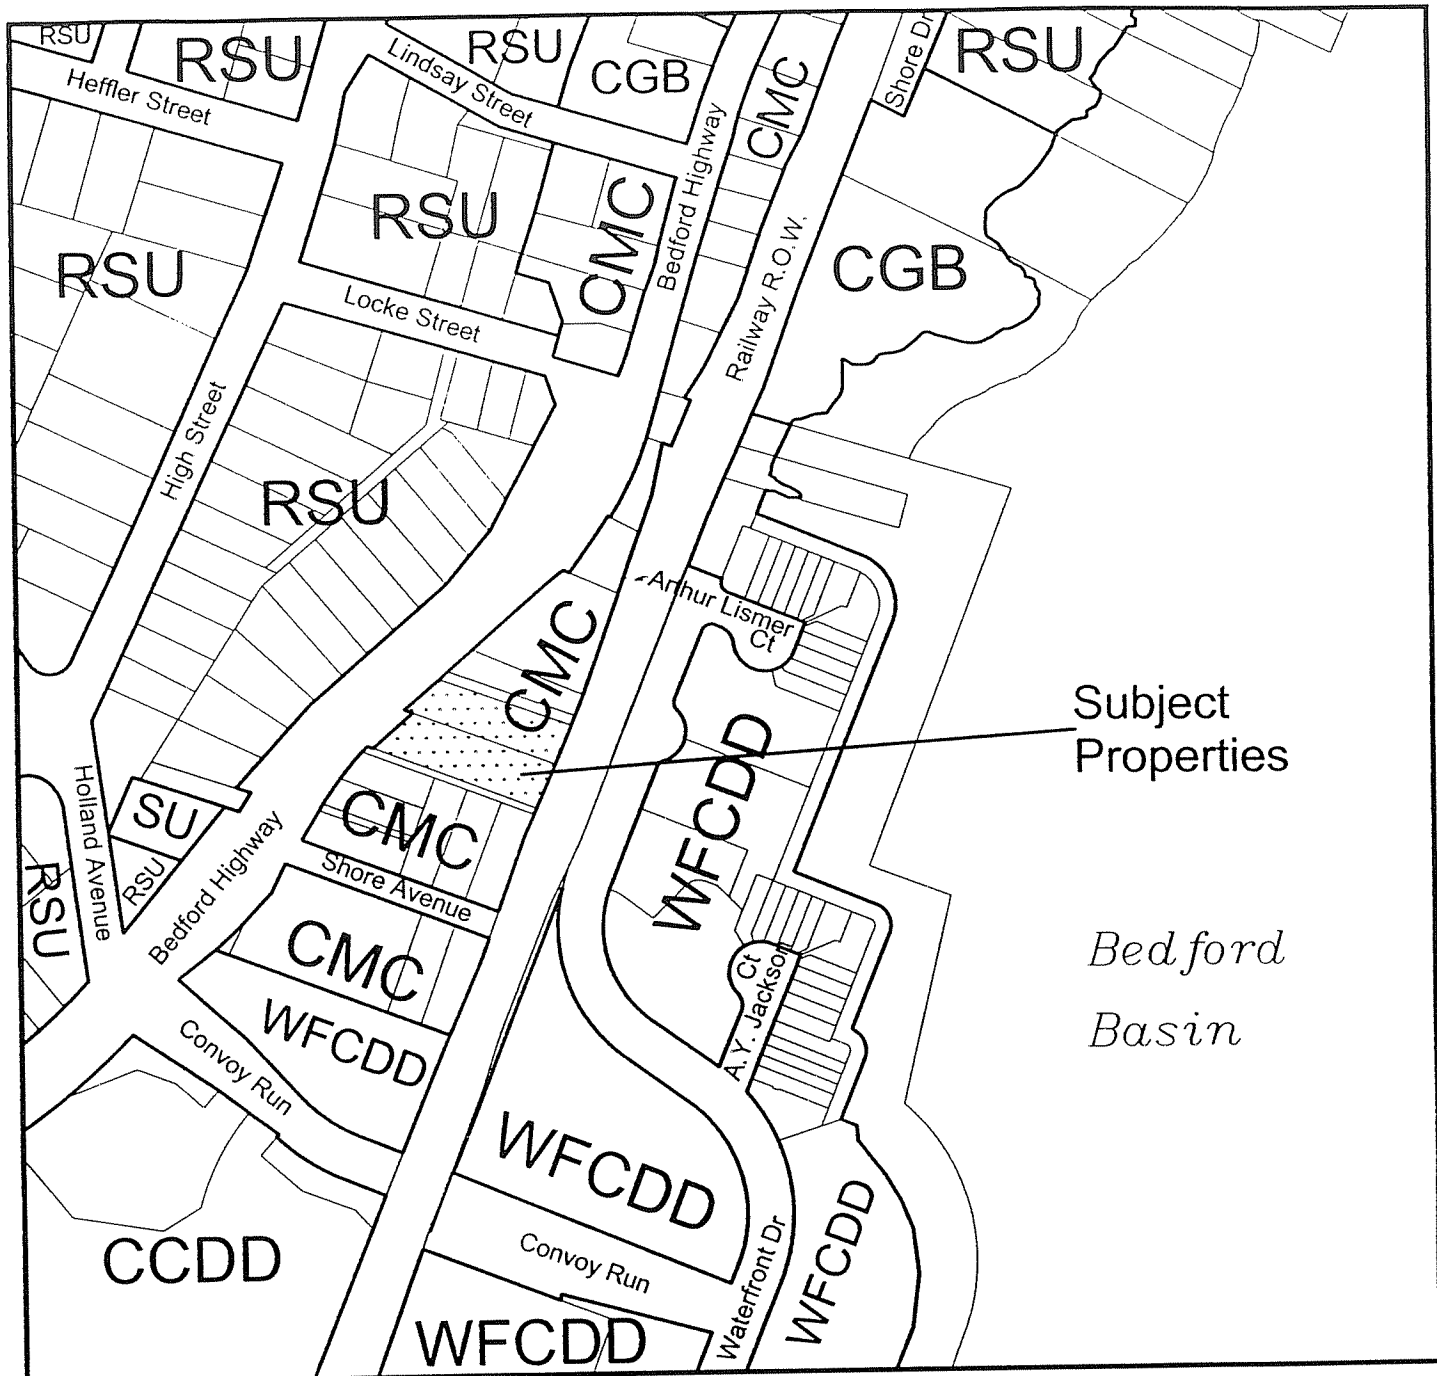 RSU
RSU
RSU
CGB
RSU
Heffler Street
Lindsay Street
Shore Dr
CMC
RSU
RSU
CMC
Bedford Highway
CGB
Locke Street
Railway R.O.W.
High Street
RSU
Arthur Lismer
Ct
CMC
Subject
Properties
WFCDD
Holland Avenue
SU
RSU
RSU
Bedford Highway
CMC
Shore Avenue
CMC
WFCDD
Convoy Run
Ct
A.Y. Jackson
Bedford
Basin
WFCDD
WFCDD
CCDD
Convoy Run
Waterfront Dr
WFCDD